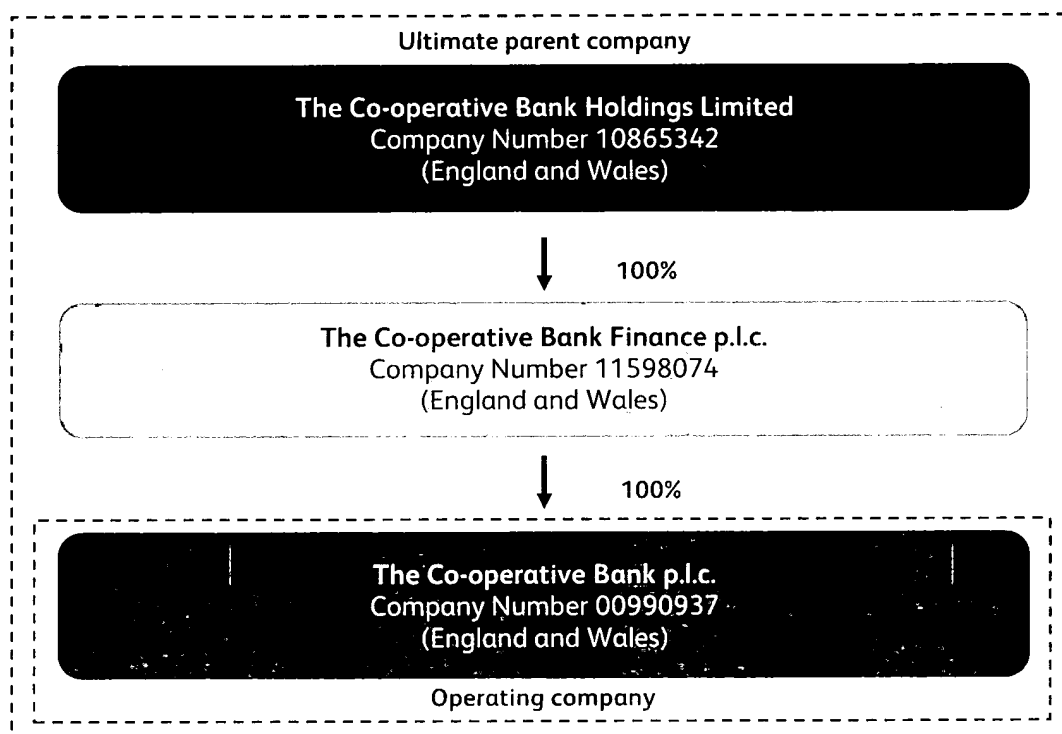 Ultimate parent company
The Co-operative Bank Holdings Limited
Company Number 10865342
(England and Wales)
100%
The Co-operative Bank Finance p.l.c.
Company Number 11598074
(England and Wales)
100%
The Co-operative Bank p.l.c.
Company Number 00990937
(England and Wales)
Operating company